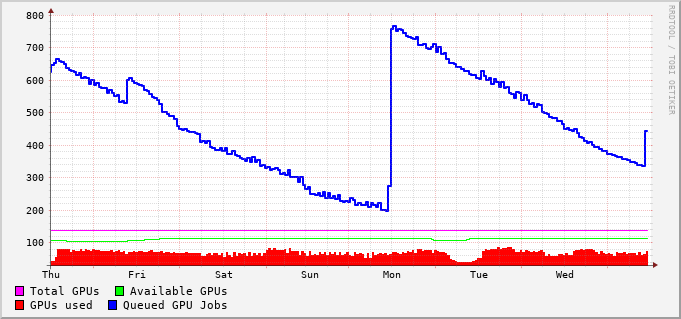 800
700
600
500
400
300
200
100
Thu Fri Sat Sun Mon Tue Wed
Total GPUs Available GPUs
GPUs used Queued GPU Jobs
RRDTOOL / TOBI OETIKER